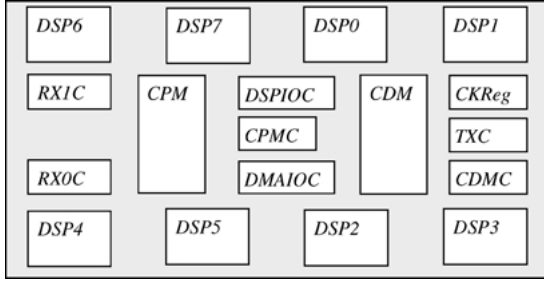 DSP6 DSP7 DSP0 DSP1
RX1C CPM DSPIOC CDM CKReg
CPMC TXC
RX0C DMAIOC CDMC
DSP4 DSP5 DSP2 DSP3